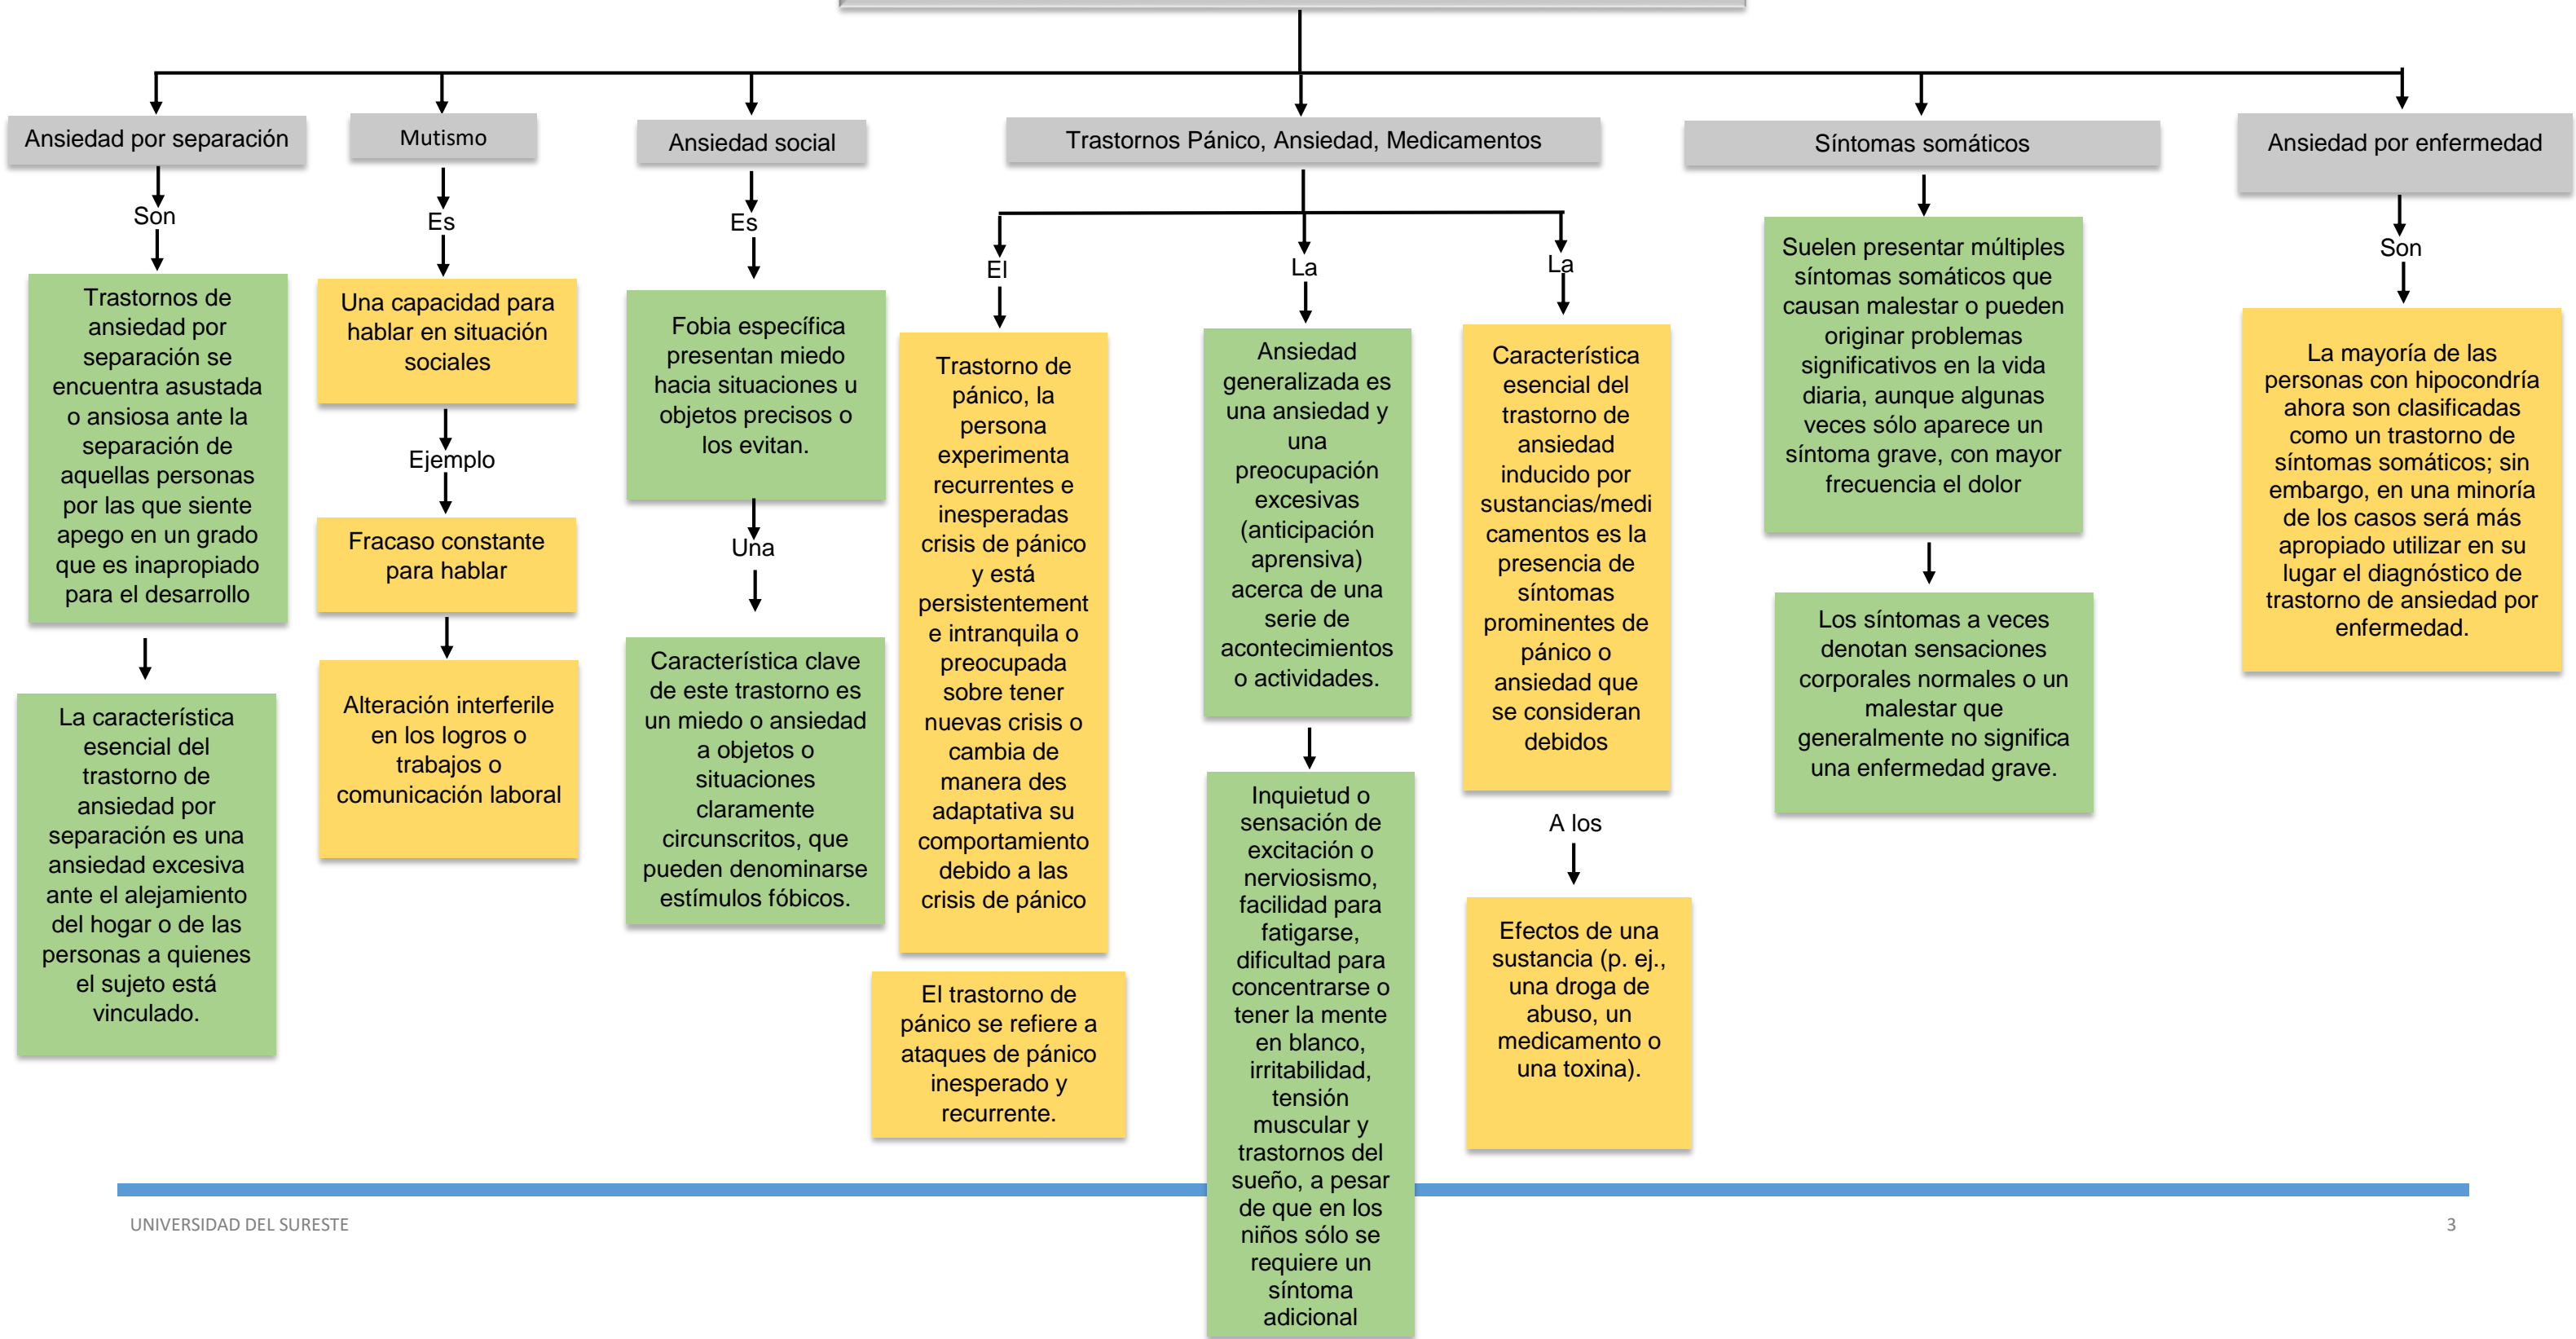 Ansiedad por separación
Mutismo
Ansiedad social
Trastornos Pánico, Ansiedad, Medicamentos
Síntomas somáticos
Ansiedad por enfermedad
Son
Trastornos de
ansiedad por
separación se
encuentra asustada
o ansiosa ante la
separación de
aquellas personas
por las que siente
apego en un grado
que es inapropiado
para el desarrollo
La característica
esencial del
trastorno de
ansiedad por
separación es una
ansiedad excesiva
ante el alejamiento
del hogar o de las
personas a quienes
el sujeto está
vinculado.
Es
Una capacidad para
hablar en situación
sociales
Ejemplo
Fracaso constante
para hablar
Alteración interferile
en los logros o
trabajos o
comunicación laboral
Es
Fobia específica
presentan miedo
hacia situaciones u
objetos precisos o
los evitan.
Una
Característica clave
de este trastorno es
un miedo o ansiedad
a objetos o
situaciones
claramente
circunscritos, que
pueden denominarse
estímulos fóbicos.
El
Trastorno de
pánico, la
persona
experimenta
recurrentes e
inesperadas
crisis de pánico
y está
persistentement
e intranquila o
preocupada
sobre tener
nuevas crisis o
cambia de
manera des
adaptativa su
comportamiento
debido a las
crisis de pánico
El trastorno de
pánico se refiere a
ataques de pánico
inesperado y
recurrente.
La
Ansiedad
generalizada es
una ansiedad y
una
preocupación
excesivas
(anticipación
aprensiva)
acerca de una
serie de
acontecimientos
o actividades.
Inquietud o
sensación de
excitación o
nerviosismo,
facilidad para
fatigarse,
dificultad para
concentrarse o
tener la mente
en blanco,
irritabilidad,
tensión
muscular y
trastornos del
sueño, a pesar
de que en los
niños sólo se
requiere un
síntoma
adicional
La
Característica
esencial del
trastorno de
ansiedad
inducido por
sustancias/medi
camentos es la
presencia de
síntomas
prominentes de
pánico o
ansiedad que
se consideran
debidos
A los
Efectos de una
sustancia (p. ej.,
una droga de
abuso, un
medicamento o
una toxina).
Suelen presentar múltiples
síntomas somáticos que
causan malestar o pueden
originar problemas
significativos en la vida
diaria, aunque algunas
veces sólo aparece un
síntoma grave, con mayor
frecuencia el dolor
Los síntomas a veces
denotan sensaciones
corporales normales o un
malestar que
generalmente no significa
una enfermedad grave.
Son
La mayoría de las
personas con hipocondría
ahora son clasificadas
como un trastorno de
síntomas somáticos; sin
embargo, en una minoría
de los casos será más
apropiado utilizar en su
lugar el diagnóstico de
trastorno de ansiedad por
enfermedad.
UNIVERSIDAD DEL SURESTE
3